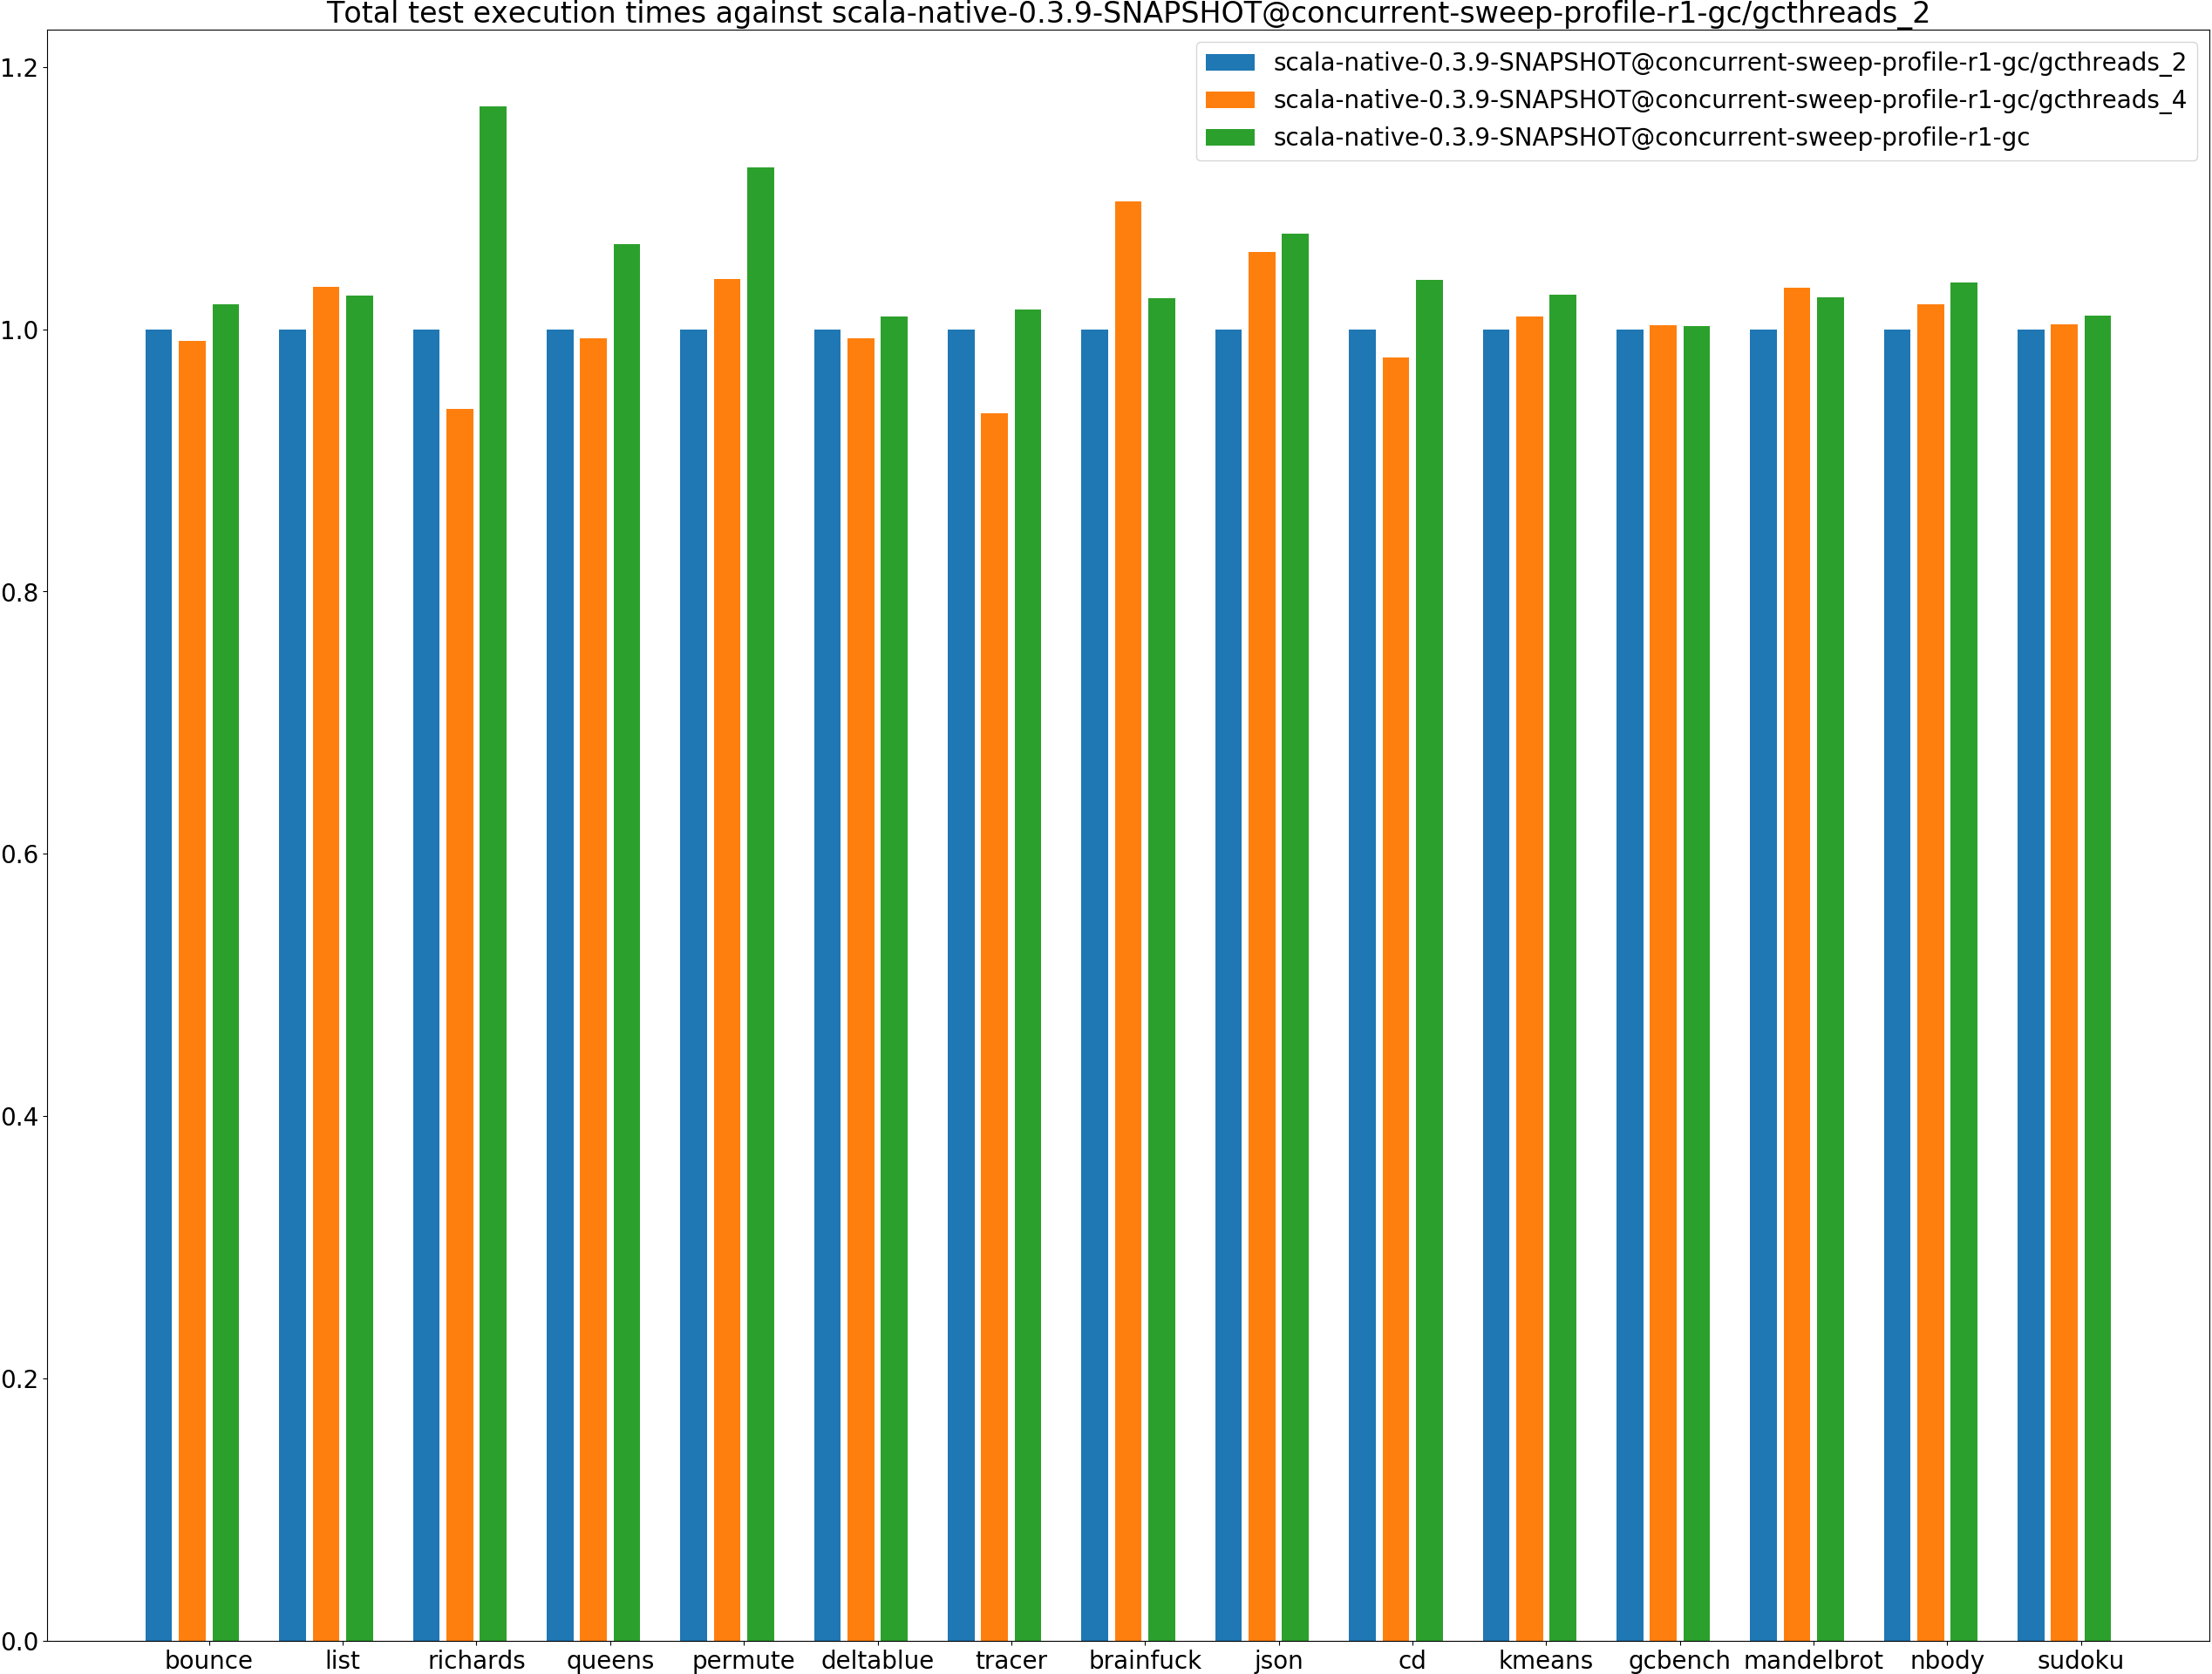 Total test execution times against scala-native-0.3.9-SNAPSHOT@concurrent-sweep-profile-r1-gc/gcthreads_2
scala-native-0.3.9-SNAPSHOT@concurrent-sweep-profile-r1-gc/gcthreads_2
scala-native-0.3.9-SNAPSHOT@concurrent-sweep-profile-r1-gc/gcthreads_4
scala-native-0.3.9-SNAPSHOT@concurrent-sweep-profile-r1-gc
1.2
1.0
0.8
0.6
0.4
0.2
0.0
bounce list richards queens permute deltablue tracer brainfuck json cd kmeans gcbench mandelbrot nbody sudoku